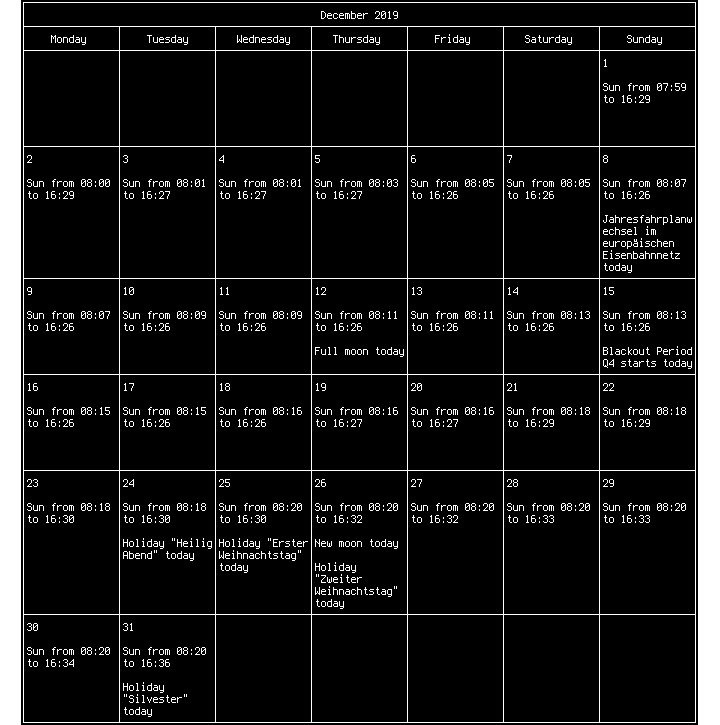 December 2019
Monday Tuesday Wednesday Thursday Friday Saturday Sunday
1
Sun from 07:59
to 16:29
2
Sun from 08:00
to 16:29
3
Sun from 08:01
to 16:27
4
Sun from 08:01
to 16:27
5
Sun from 08:03
to 16:27
6
Sun from 08:05
to 16:26
7
Sun from 08:05
to 16:26
8
Sun from 08:07
to 16:26
Jahresfahrplanw
echsel im
europäischen
Eisenbahnnetz
today
9
Sun from 08:07
to 16:26
10
Sun from 08:09
to 16:26
11
Sun from 08:09
to 16:26
12
Sun from 08:11
to 16:26
Full moon today
13
Sun from 08:11
to 16:26
14
Sun from 08:13
to 16:26
15
Sun from 08:13
to 16:26
Blackout Period
Q4 starts today
16
Sun from 08:15
to 16:26
17
Sun from 08:15
to 16:26
18
Sun from 08:16
to 16:26
19
Sun from 08:16
to 16:27
20
Sun from 08:16
to 16:27
21
Sun from 08:18
to 16:29
22
Sun from 08:18
to 16:29
23
Sun from 08:18
to 16:30
24
Sun from 08:18
to 16:30
Holiday "Heilig
Abend" today
25
Sun from 08:20
to 16:30
Holiday "Erster
Weihnachtstag"
today
26
Sun from 08:20
to 16:32
New moon today
Holiday
"Zweiter
Weihnachtstag"
today
27
Sun from 08:20
to 16:32
28
Sun from 08:20
to 16:33
29
Sun from 08:20
to 16:33
30
Sun from 08:20
to 16:34
31
Sun from 08:20
to 16:36
Holiday
"Silvester"
today